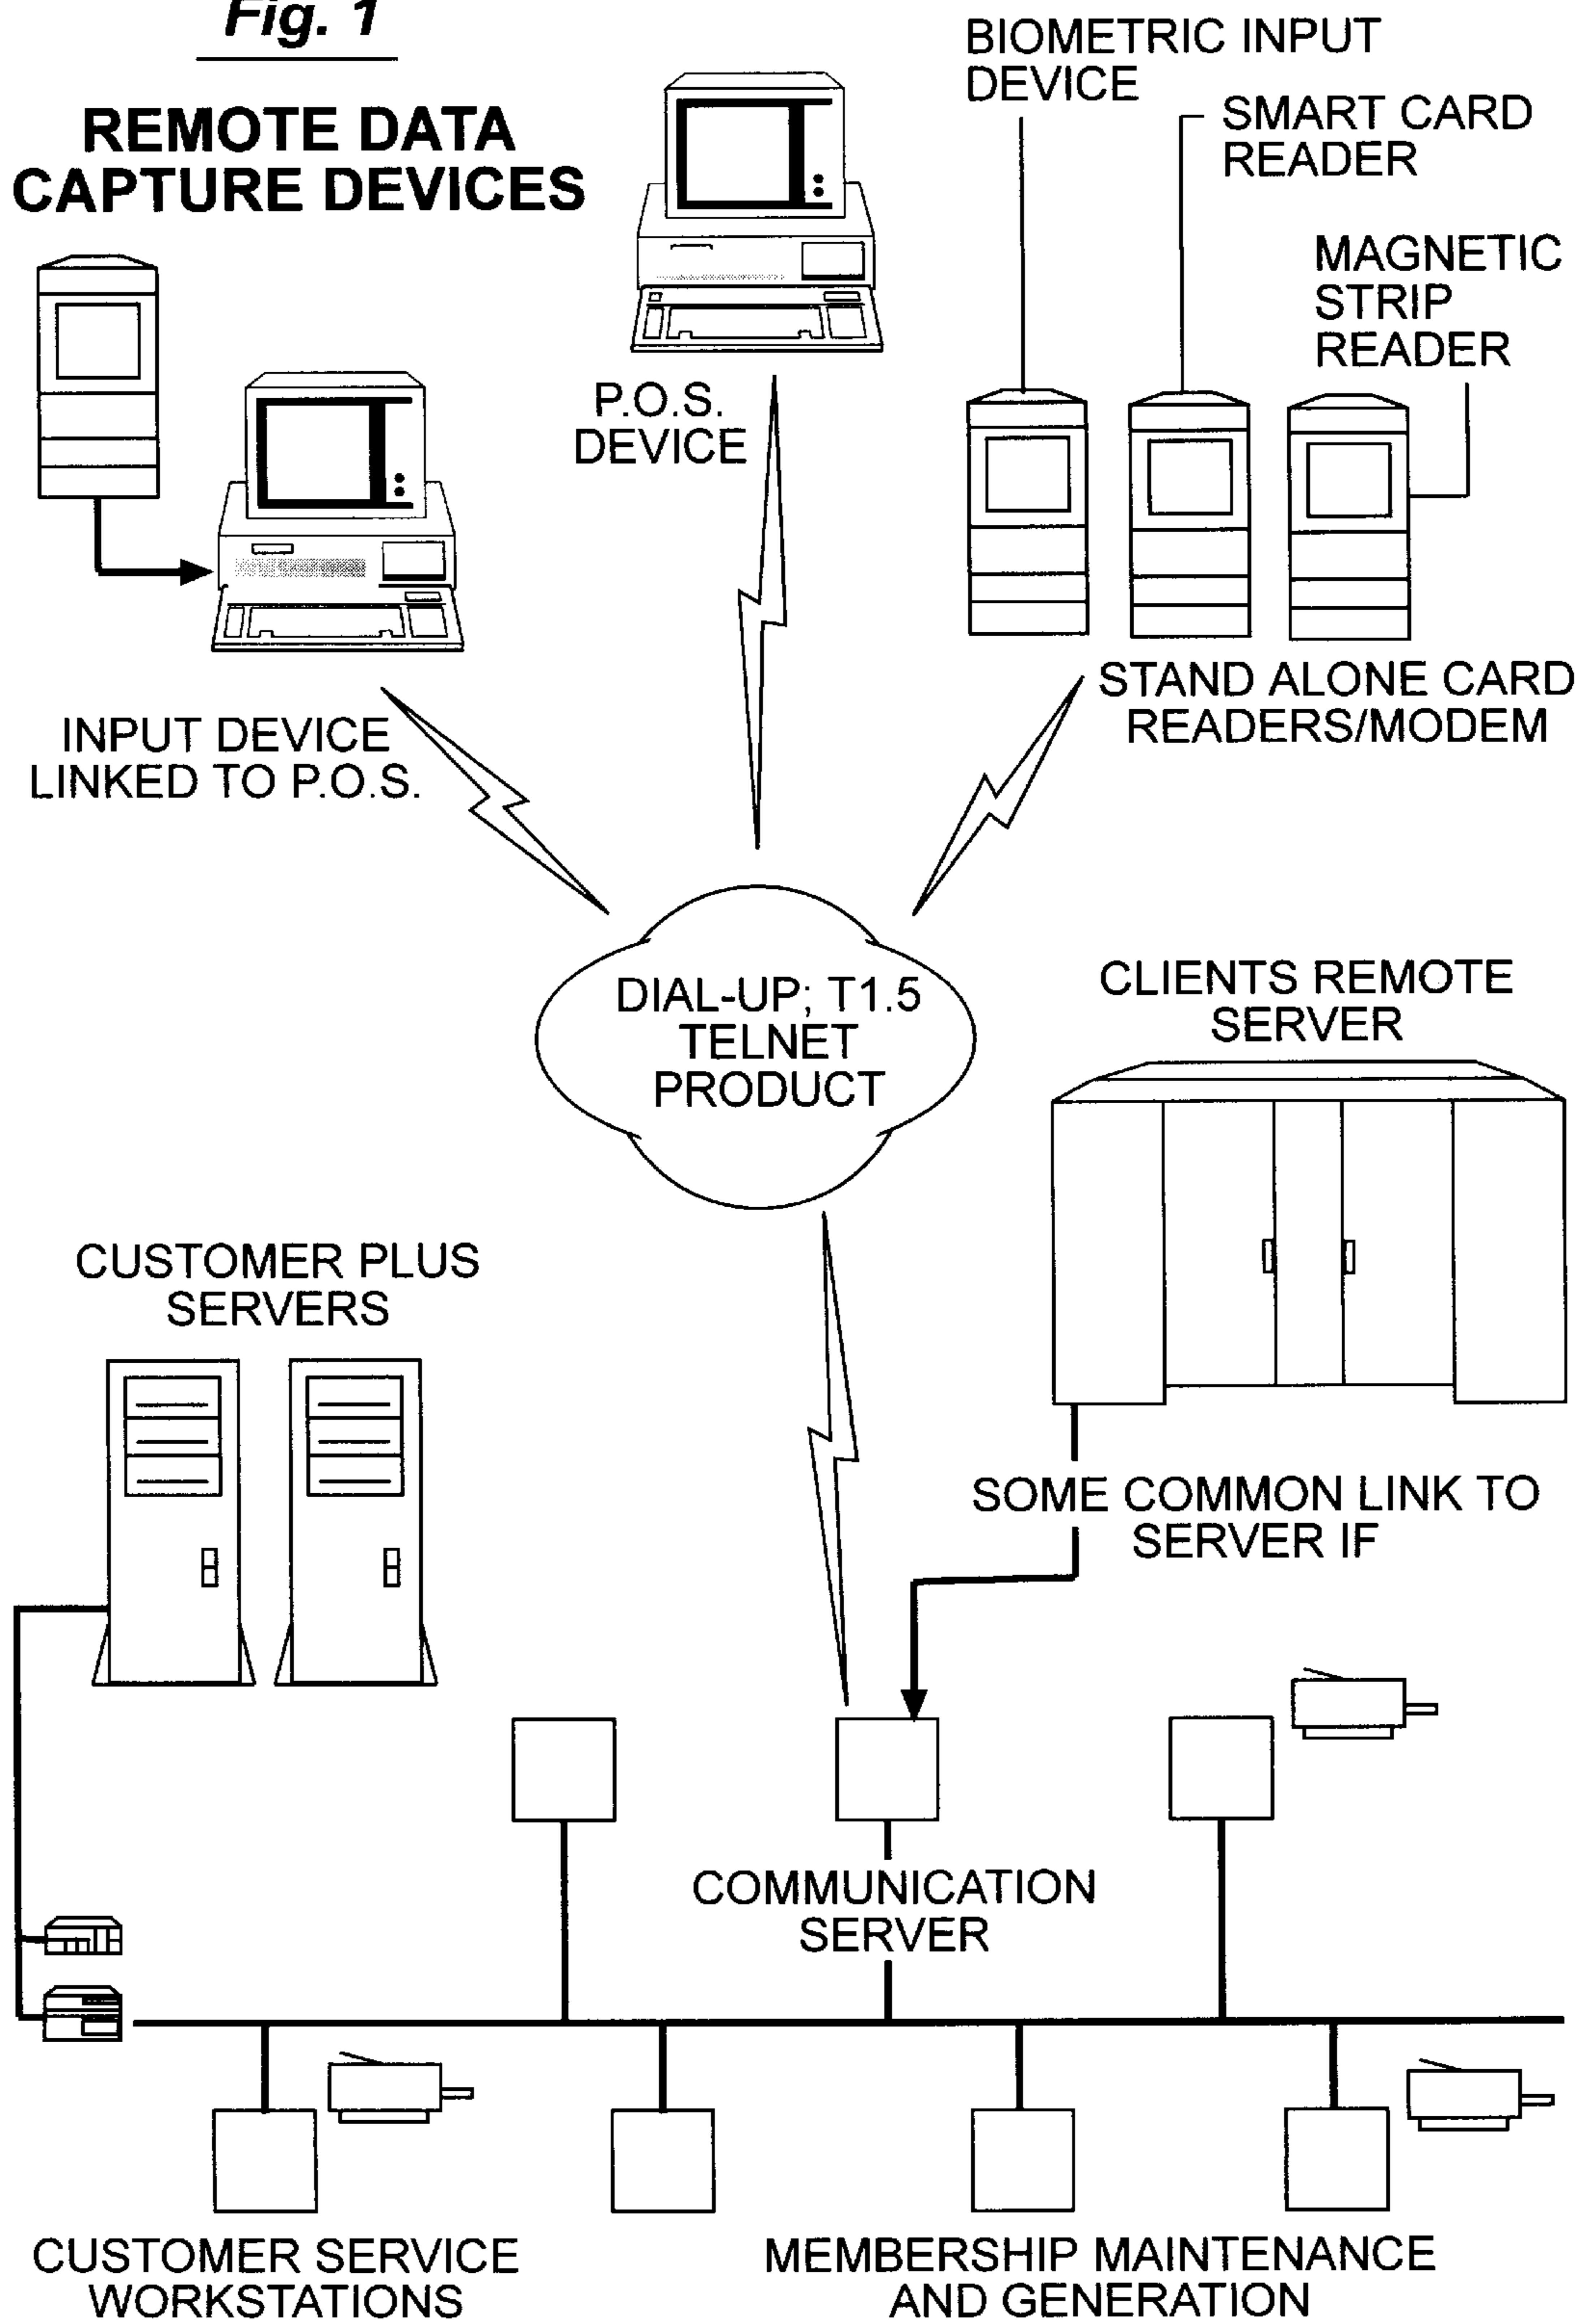 Fig. 1
REMOTE DATA
CAPTURE DEVICES
BIOMETRIC INPUT
DEVICE
SMART CARD
READER
MAGNETIC
STRIP
READER
P.O.S.
DEVICE
STAND ALONE CARD
READERS/MODEM
INPUT DEVICE
LINKED TO P.O.S.
DIAL-UP; T1.5
TELNET
PRODUCT
CLIENTS REMOTE
SERVER
CUSTOMER PLUS
SERVERS
SOME COMMON LINK TO
SERVER IF
COMMUNICATION
SERVER
CUSTOMER SERVICE
WORKSTATIONS
MEMBERSHIP MAINTENANCE
AND GENERATION